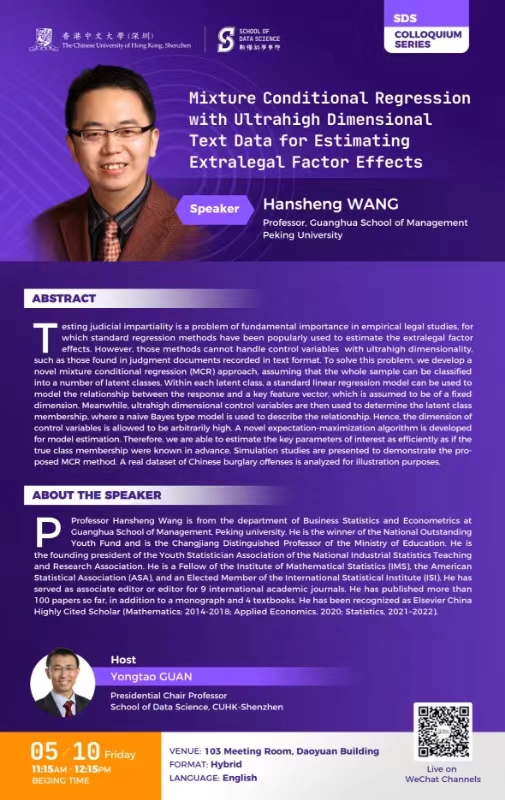 香港中文大學(深圳)
The Chinese University of Hong Kong, Shenzhen
SCHOOL OF
DATA SCIENCE
數據科學學院
SDS
COLLOQUIUM
SERIES
Mixture Conditional Regression
with Ultrahigh Dimensional
Text Data for Estimating
Extralegal Factor Effects
Speaker
Hansheng WANG
Professor, Guanghua School of Management
Peking University
ABSTRACT
Testing judicial impartiality is a problem of fundamental importance in empirical legal studies, for
which standard regression methods have been popularly used to estimate the extralegal factor
effects. However, those methods cannot handle control variables with ultrahigh dimensionality,
such as those found in judgment documents recorded in text format. To solve this problem, we develop a
novel mixture conditional regression (MCR) approach, assuming that the whole sample can be classified
into a number of latent classes. Within each latent class, a standard linear regression model can be used to
model the relationship between the response and a key feature vector, which is assumed to be of a fixed
dimension. Meanwhile, ultrahigh dimensional control variables are then used to determine the latent class
membership, where a naive Bayes type model is used to describe the relationship. Hence, the dimension of
control variables is allowed to be arbitrarily high. A novel expectation-maximization algorithm is developed
for model estimation. Therefore, we are able to estimate the key parameters of interest as efficiently as if the
true class membership were known in advance. Simulation studies are presented to demonstrate the pro-
posed MCR method. A real dataset of Chinese burglary offenses is analyzed for illustration purposes.
ABOUT THE SPEAKER
P Professor Hansheng Wang is from the department of Business Statistics and Econometrics at
Guanghua School of Management, Peking university. He is the winner of the National Outstanding
Youth Fund and is the Changjiang Distinguished Professor of the Ministry of Education. He is
the founding president of the Youth Statistician Association of the National Industrial Statistics Teaching
and Research Association. He is a Fellow of the Institute of Mathematical Statistics (IMS), the American
Statistical Association (ASA), and an Elected Member of the International Statistical Institute (ISI). He has
served as associate editor or editor for 9 international academic journals. He has published more than
100 papers so far, in addition to a monograph and 4 textbooks. He has been recognized as Elsevier China
Highly Cited Scholar (Mathematics: 2014-2018; Applied Economics, 2020; Statistics, 2021-2022).
Host
Yongtao GUAN
Presidential Chair Professor
School of Data Science, CUHK-Shenzhen
05/10 Friday
11:15AM - 12:15PM
BEIJING TIME
VENUE: 103 Meeting Room, Daoyuan Building
FORMAT: Hybrid
LANGUAGE: English
Live on
WeChat Channels